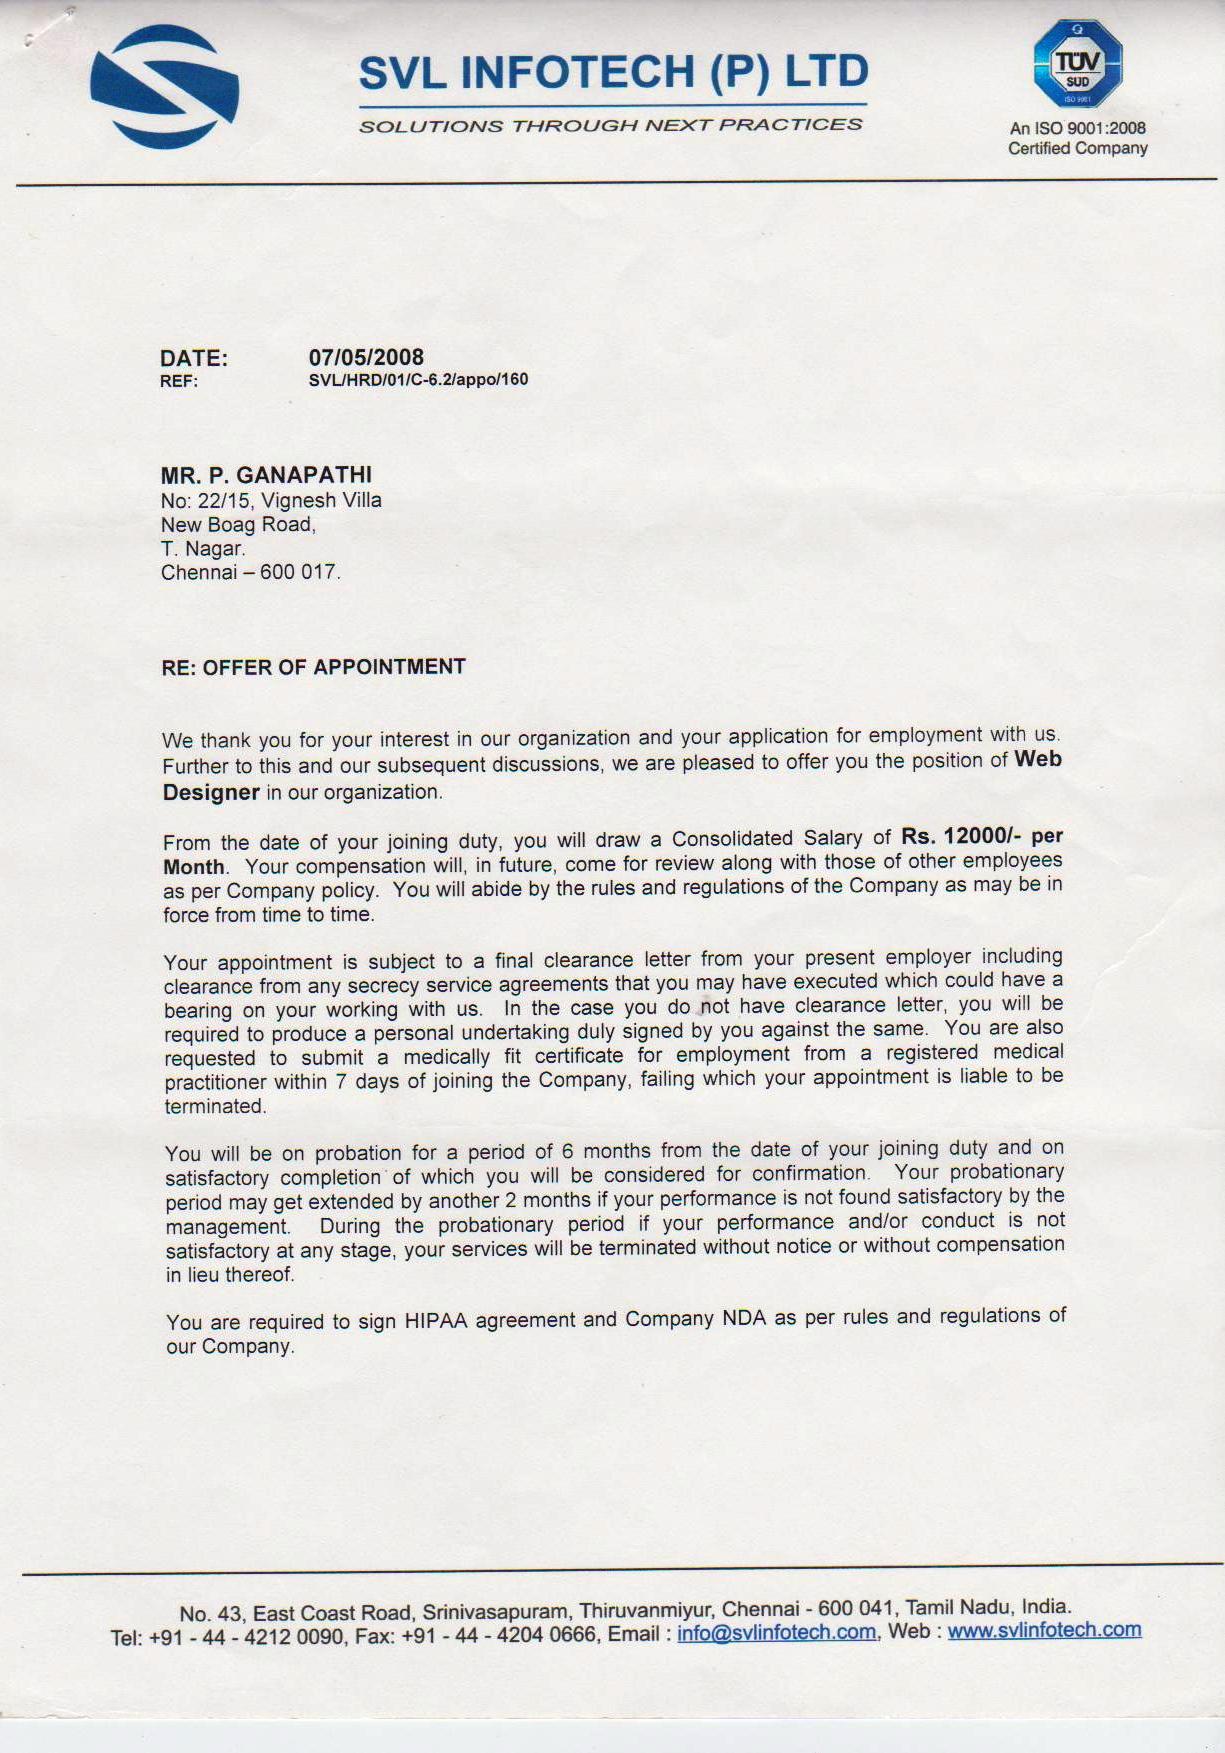 SVL INFOTECH (P) LTD
SOLUTIONS THROUGH NEXT PRACTICES
TÜV
SUD
ISO 9001
An ISO 9001:2008
Certified Company
DATE: 07/05/2008
REF: SVL/HRD/01/C-6.2/appo/160
MR. P. GANAPATHI
No: 22/15, Vignesh Villa
New Boag Road,
T. Nagar.
Chennai – 600 017.
RE: OFFER OF APPOINTMENT
We thank you for your interest in our organization and your application for employment with us.
Further to this and our subsequent discussions, we are pleased to offer you the position of Web
Designer in our organization.
From the date of your joining duty, you will draw a Consolidated Salary of Rs. 12000/- per
Month. Your compensation will, in future, come for review along with those of other employees
as per Company policy. You will abide by the rules and regulations of the Company as may be in
force from time to time.
Your appointment is subject to a final clearance letter from your present employer including
clearance from any secrecy service agreements that you may have executed which could have a
bearing on your working with us. In the case you do not have clearance letter, you will be
required to produce a personal undertaking duly signed by you against the same. You are also
requested to submit a medically fit certificate for employment from a registered medical
practitioner within 7 days of joining the Company, failing which your appointment is liable to be
terminated.
You will be on probation for a period of 6 months from the date of your joining duty and on
satisfactory completion of which you will be considered for confirmation. Your probationary
period may get extended by another 2 months if your performance is not found satisfactory by the
management. During the probationary period if your performance and/or conduct is not
satisfactory at any stage, your services will be terminated without notice or without compensation
in lieu thereof.
You are required to sign HIPAA agreement and Company NDA as per rules and regulations of
our Company.
No. 43, East Coast Road, Srinivasapuram, Thiruvanmiyur, Chennai - 600 041, Tamil Nadu, India.
Tel: +91 - 44 - 4212 0090, Fax: +91 - 44 - 4204 0666, Email : info@svlinfotech.com, Web : www.svlinfotech.com